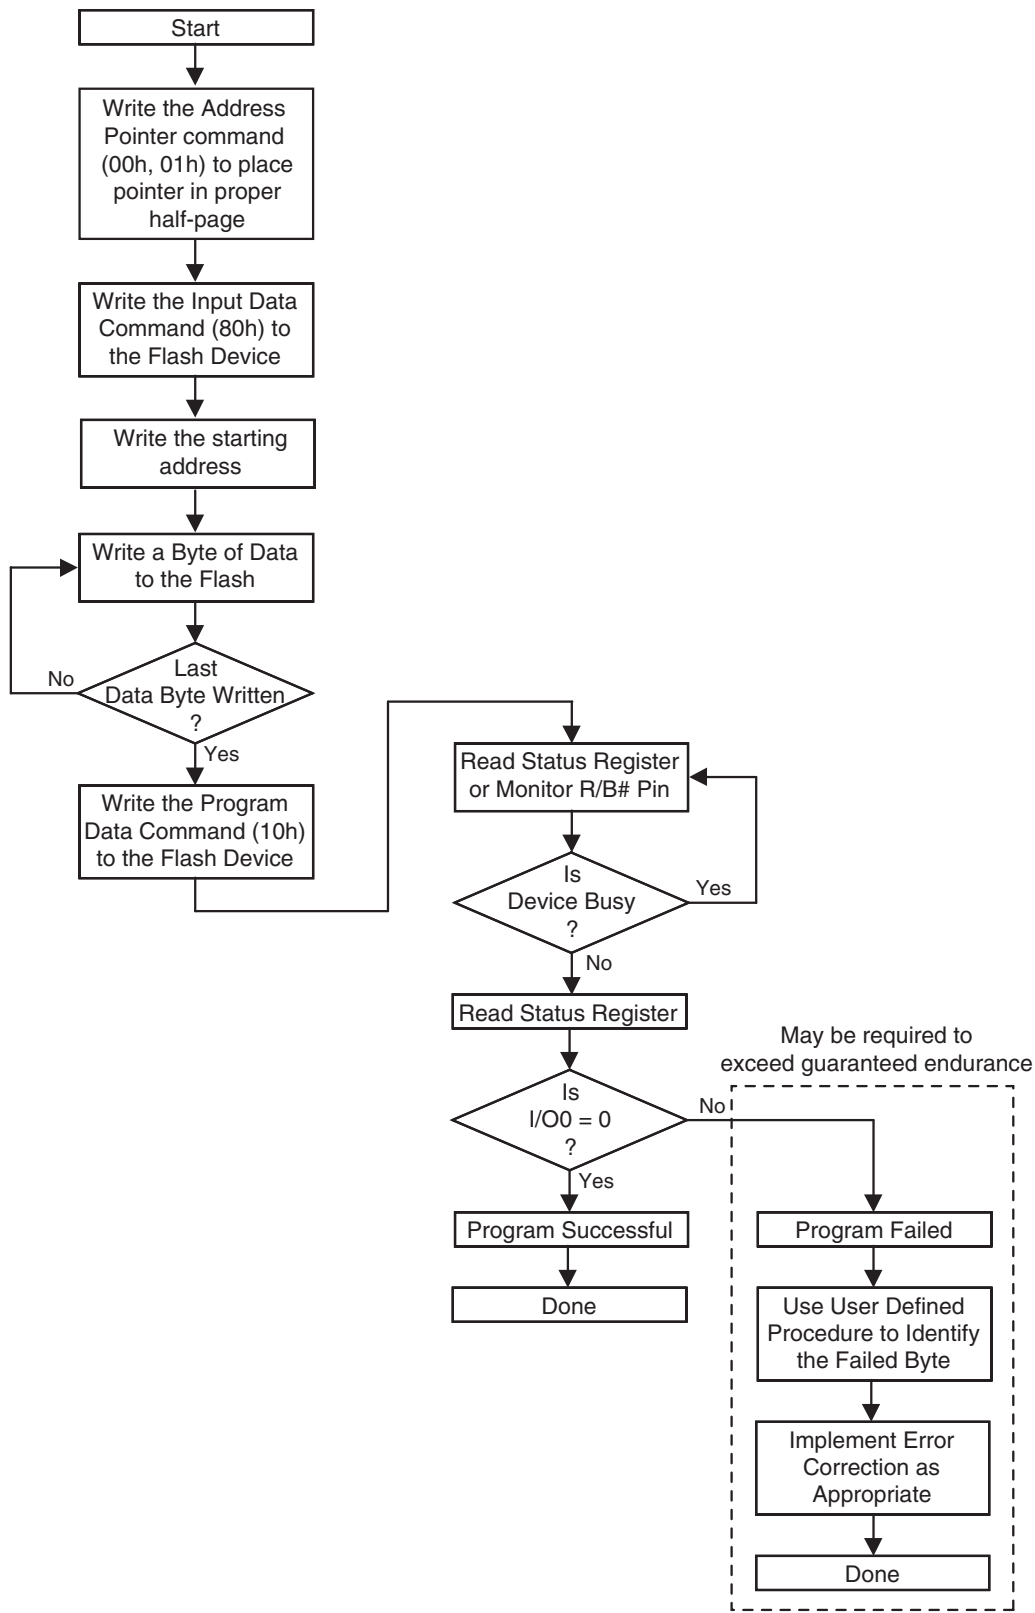 Start
Write the Address
Pointer command
(00h, 01h) to place
pointer in proper
half-page
Write the Input Data
Command (80h) to
the Flash Device
Write the starting
address
Write a Byte of Data
to the Flash
Last
Data Byte Written
?
No
Yes
Write the Program
Data Command (10h)
to the Flash Device
Read Status Register
or Monitor R/B# Pin
Is
Device Busy
?
Yes
No
Read Status Register
Is
I/O0 = 0
?
No
Yes
Program Successful
Done
May be required to
exceed guaranteed endurance
Program Failed
Use User Defined
Procedure to Identify
the Failed Byte
Implement Error
Correction as
Appropriate
Done